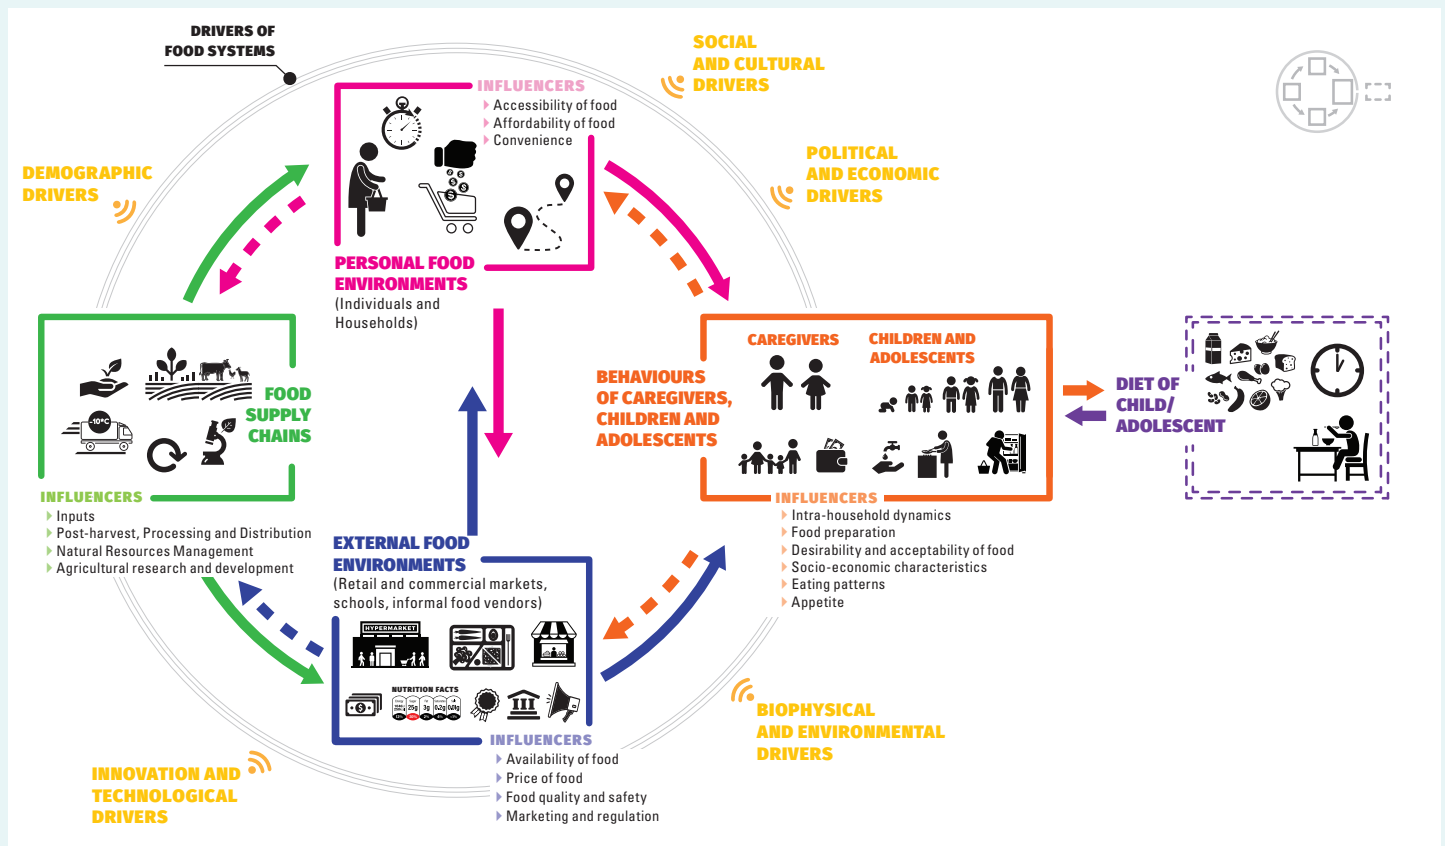 DRIVERS OF
FOOD SYSTEMS
SOCIAL
AND CULTURAL
DRIVERS
POLITICAL
AND ECONOMIC
DRIVERS
DEMOGRAPHIC
DRIVERS
INFLUENCERS
Accessibility of food
Affordability of food
Convenience
PERSONAL FOOD
ENVIRONMENTS
(Individuals and
Households)
FOOD
SUPPLY
CHAINS
-10°C
INFLUENCERS
Inputs
Post-harvest, Processing and Distribution
Natural Resources Management
Agricultural research and development
BEHAVIOURS
OF CAREGIVERS,
CHILDREN AND
ADOLESCENTS
CAREGIVERS
CHILDREN AND
ADOLESCENTS
INFLUENCERS
Intra-household dynamics
Food preparation
Desirability and acceptability of food
Socio-economic characteristics
Eating patterns
Appetite
DIET OF
CHILD/
ADOLESCENT
EXTERNAL FOOD
ENVIRONMENTS
(Retail and commercial markets,
schools, informal food vendors)
HYPERMARKET
NUTRITION FACTS
25g 3g 0.2g
INFLUENCERS
Availability of food
Price of food
Food quality and safety
Marketing and regulation
BIOPHYSICAL
AND ENVIRONMENTAL
DRIVERS
INNOVATION AND
TECHNOLOGICAL
DRIVERS